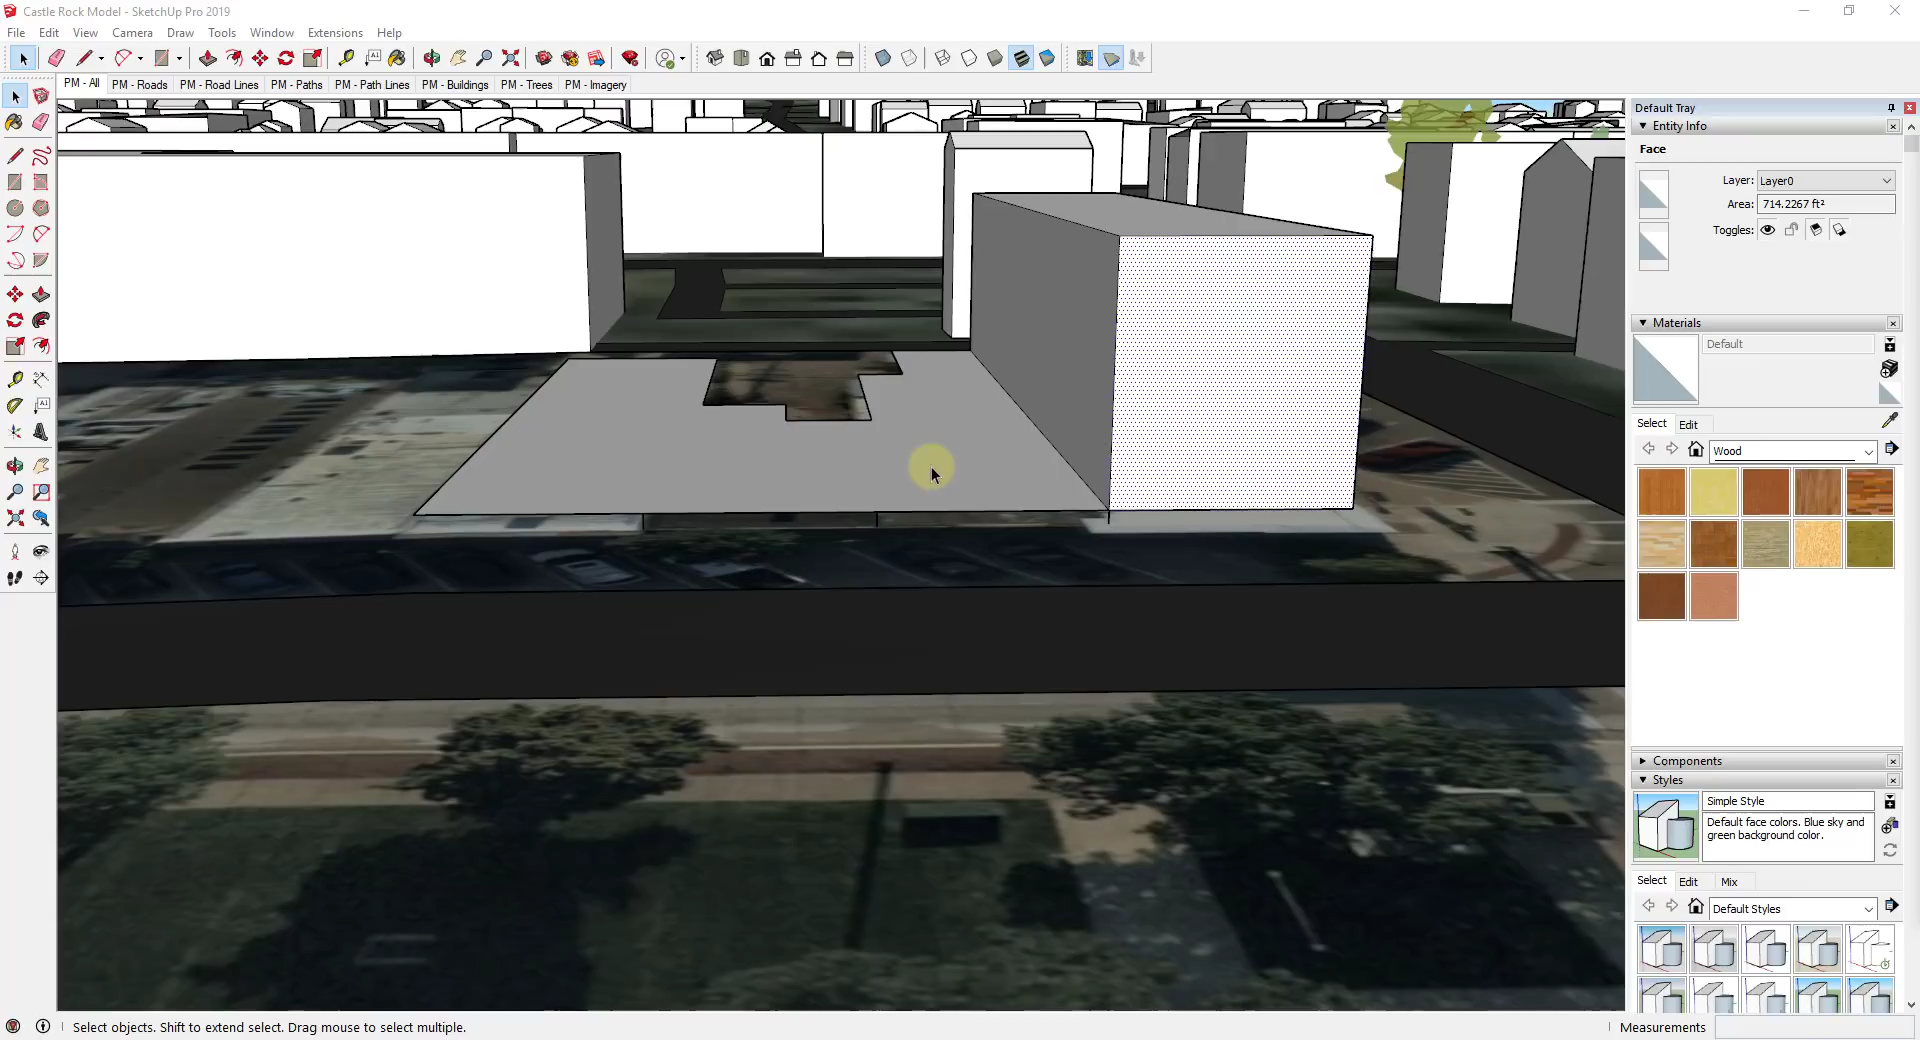 Castle Rock Model - SketchUp Pro 2019
File Edit View Camera Draw Tools Window Extensions Help
PM - All PM - Roads PM - Road Lines PM - Paths PM - Path Lines PM - Buildings PM - Trees PM - Imagery
Default Tray
Entity Info
Face
Layer: Layer0
Area: 714.2267 ft²
Toggles:
Materials
Default
Select Edit
Wood
Components
Styles
Simple Style
Default face colors. Blue sky and
green background color.
Select Edit Mix
Default Styles
Select objects. Shift to extend select. Drag mouse to select multiple.
Measurements